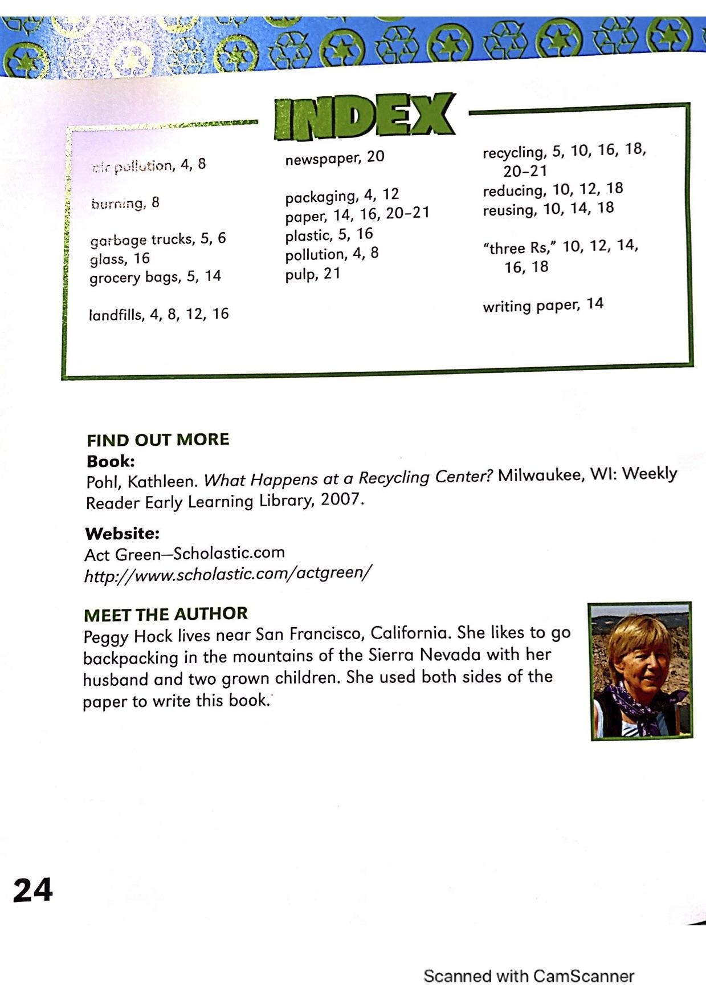 INDEX
air pollution, 4, 8
burning, 8
garbage trucks, 5, 6
glass, 16
grocery bags, 5, 14
landfills, 4, 8, 12, 16
newspaper, 20
packaging, 4, 12
paper, 14, 16, 20–21
plastic, 5, 16
pollution, 4, 8
pulp, 21
recycling, 5, 10, 16, 18,
20–21
reducing, 10, 12, 18
reusing, 10, 14, 18
“three Rs,” 10, 12, 14,
16, 18
writing paper, 14
FIND OUT MORE
Book:
Pohl, Kathleen. What Happens at a Recycling Center? Milwaukee, WI: Weekly
Reader Early Learning Library, 2007.
Website:
Act Green—Scholastic.com
http://www.scholastic.com/actgreen/
MEET THE AUTHOR
Peggy Hock lives near San Francisco, California. She likes to go
backpacking in the mountains of the Sierra Nevada with her
husband and two grown children. She used both sides of the
paper to write this book.
24
Scanned with CamScanner